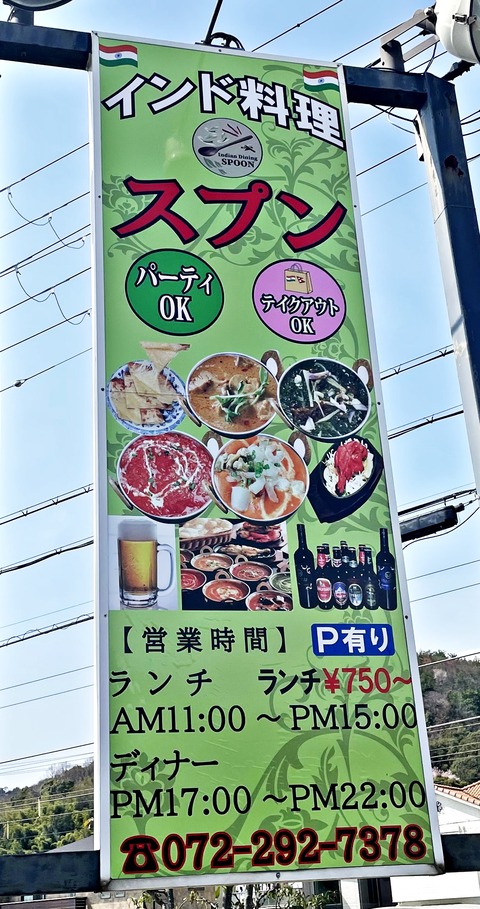 インド料理
Indian Dining
SPOON
スプン
パーティ
OK
テイクアウト
OK
【営業時間】
P有り
ランチ ランチ¥750~
AM11:00 ~ PM15:00
ディナー
PM17:00 ~PM22:00
☎072-292-7378